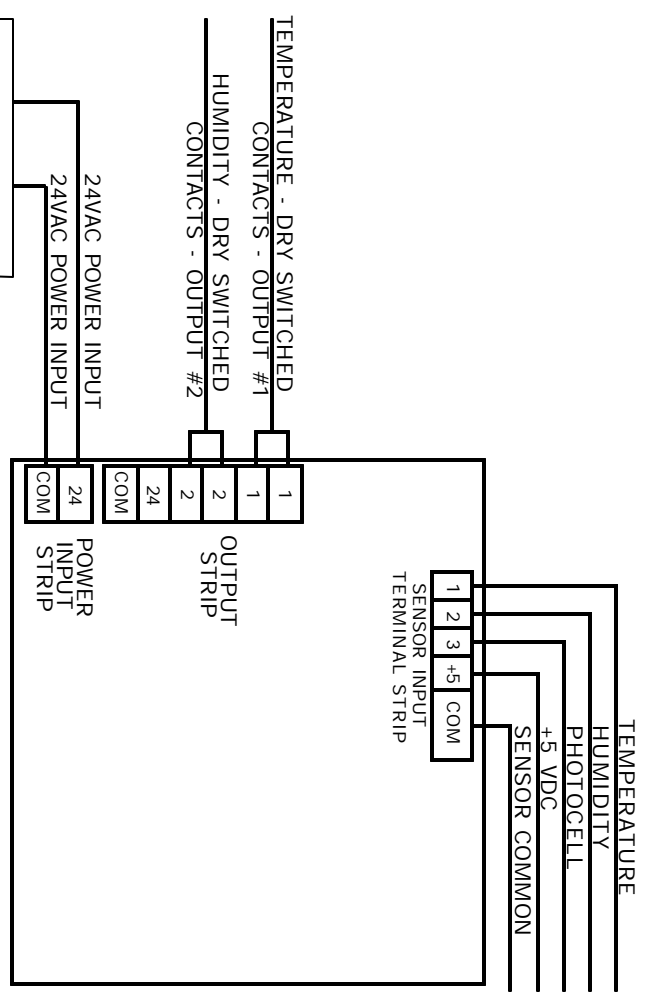 TEMPERATURE
HUMIDITY
PHOTOCELL
+5 VDC
SENSOR COMMON
1
2
3
+5
COM
SENSOR INPUT
TERMINAL STRIP
TEMPERATURE - DRY SWITCHED
CONTACTS - OUTPUT #1
HUMIDITY - DRY SWITCHED
CONTACTS - OUTPUT #2
1
1
2
2
24
COM
OUTPUT
STRIP
24VAC POWER INPUT
24VAC POWER INPUT
24
COM
POWER
INPUT
STRIP